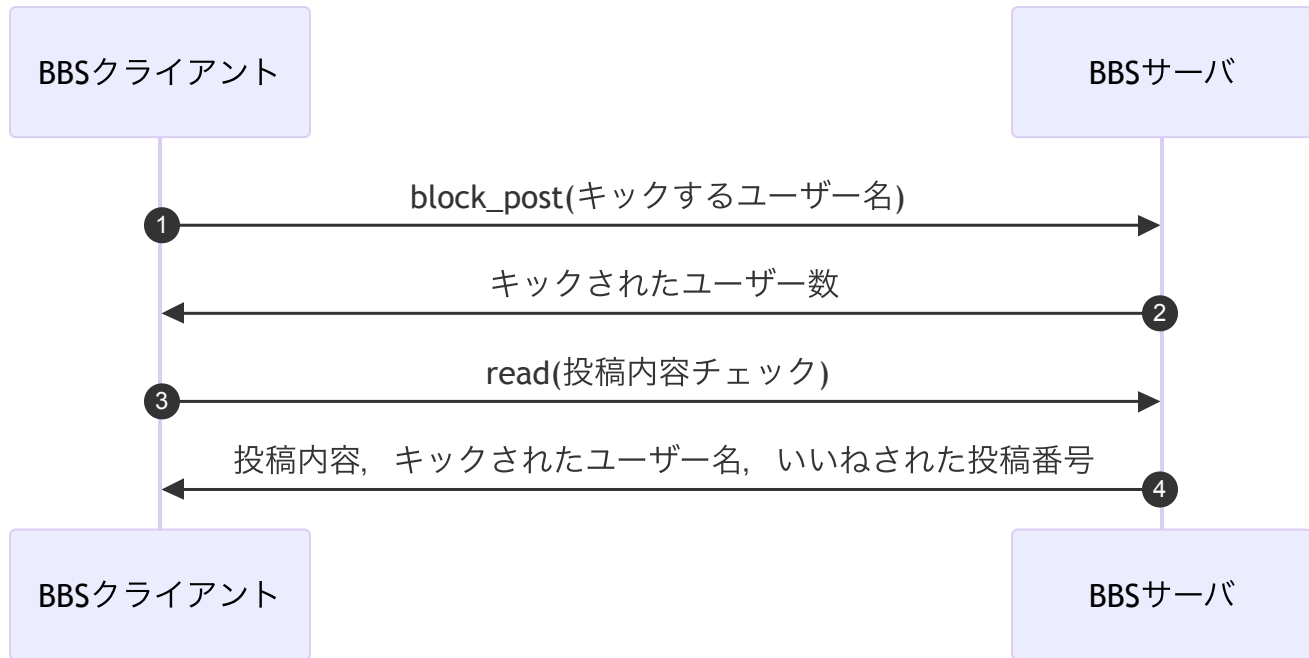 BBSクライアント
BBSサーバ
block_post(キックするユーザー名)
1
キックされたユーザー数
2
read(投稿内容チェック)
3
投稿内容，キックされたユーザー名，いいねされた投稿番号
4
BBSクライアント
BBSサーバ